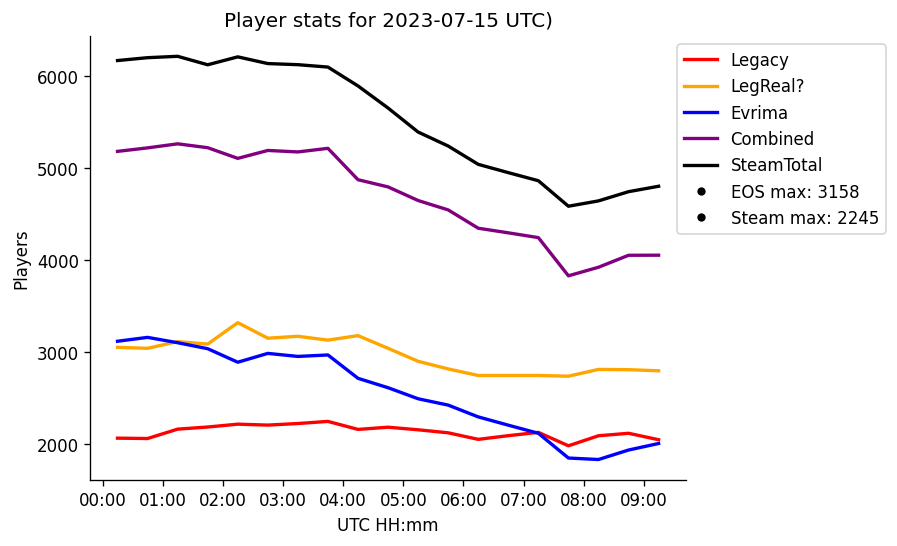 Player stats for 2023-07-15 UTC)
Legacy
LegReal?
Evrima
Combined
SteamTotal
EOS max: 3158
Steam max: 2245
Players
6000
5000
4000
3000
2000
00:00 01:00 02:00 03:00 04:00 05:00 06:00 07:00 08:00 09:00
UTC HH:mm